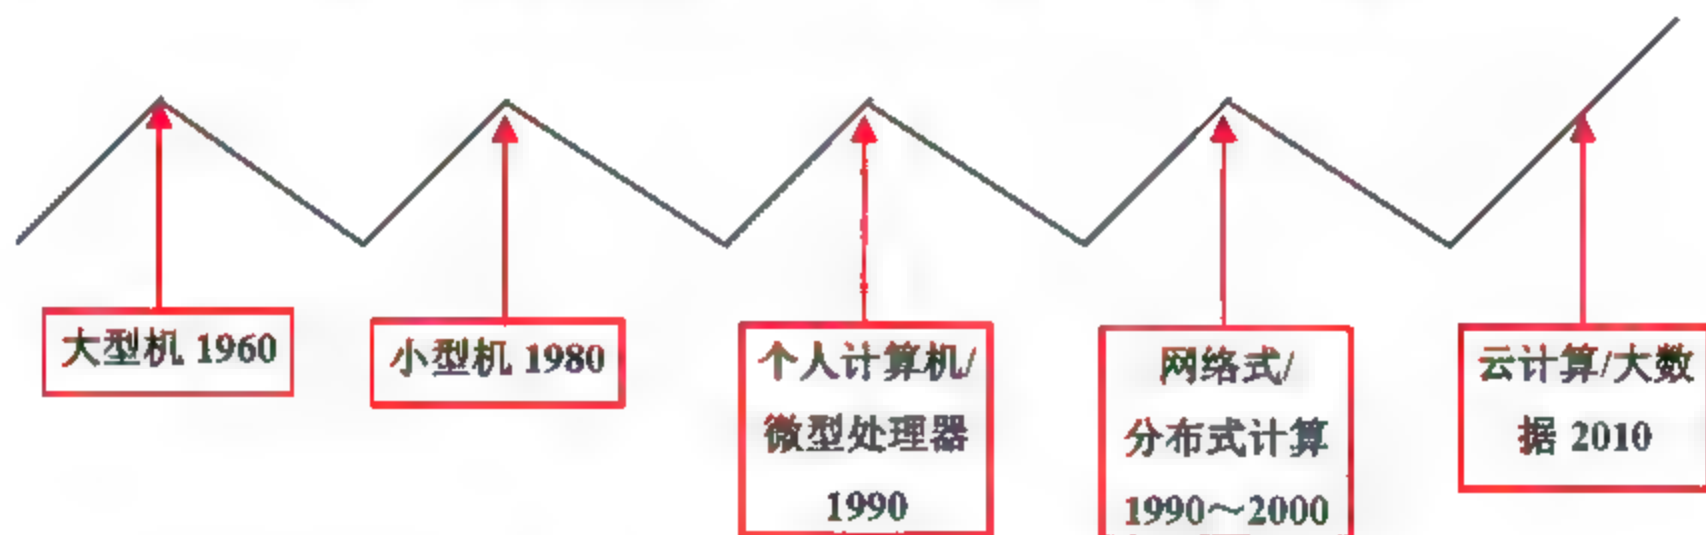 大型机 1960
小型机 1980
个人计算机/
微型处理器
1990
网络式/
分布式计算
1990～2000
云计算/大数
据 2010